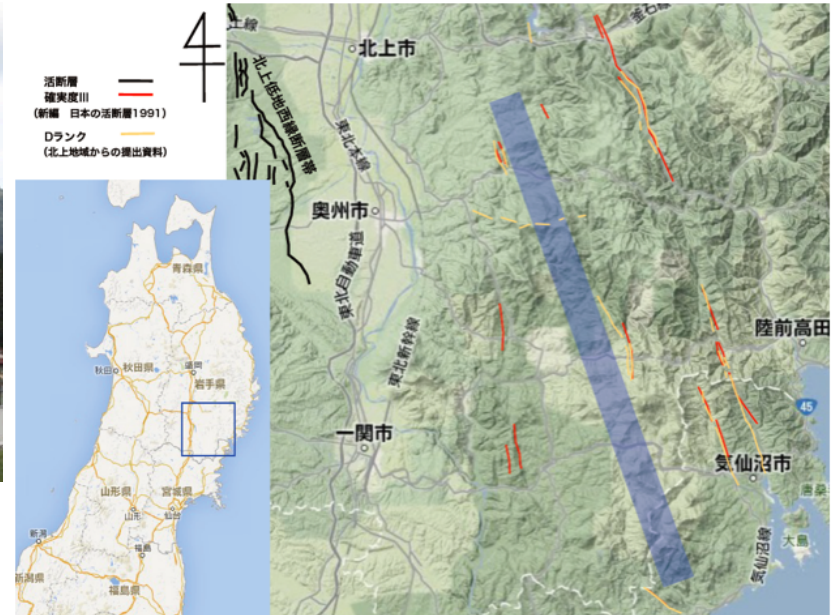 活断層
確実度III
(新編 日本の活断層1991)
Dランク
(北上地域からの提出資料)
北上市
釜石線
北上低地西縁断層帯
東北本線
奥州市
東北自動車道
東北新幹線
陸前高田
一関市
45
気仙沼市
唐桑
大島
気仙沼線
青森県
秋田
秋田県
盛岡
岩手県
山形県
宮城県
山形
仙台
新潟
福島
新潟県
福島県